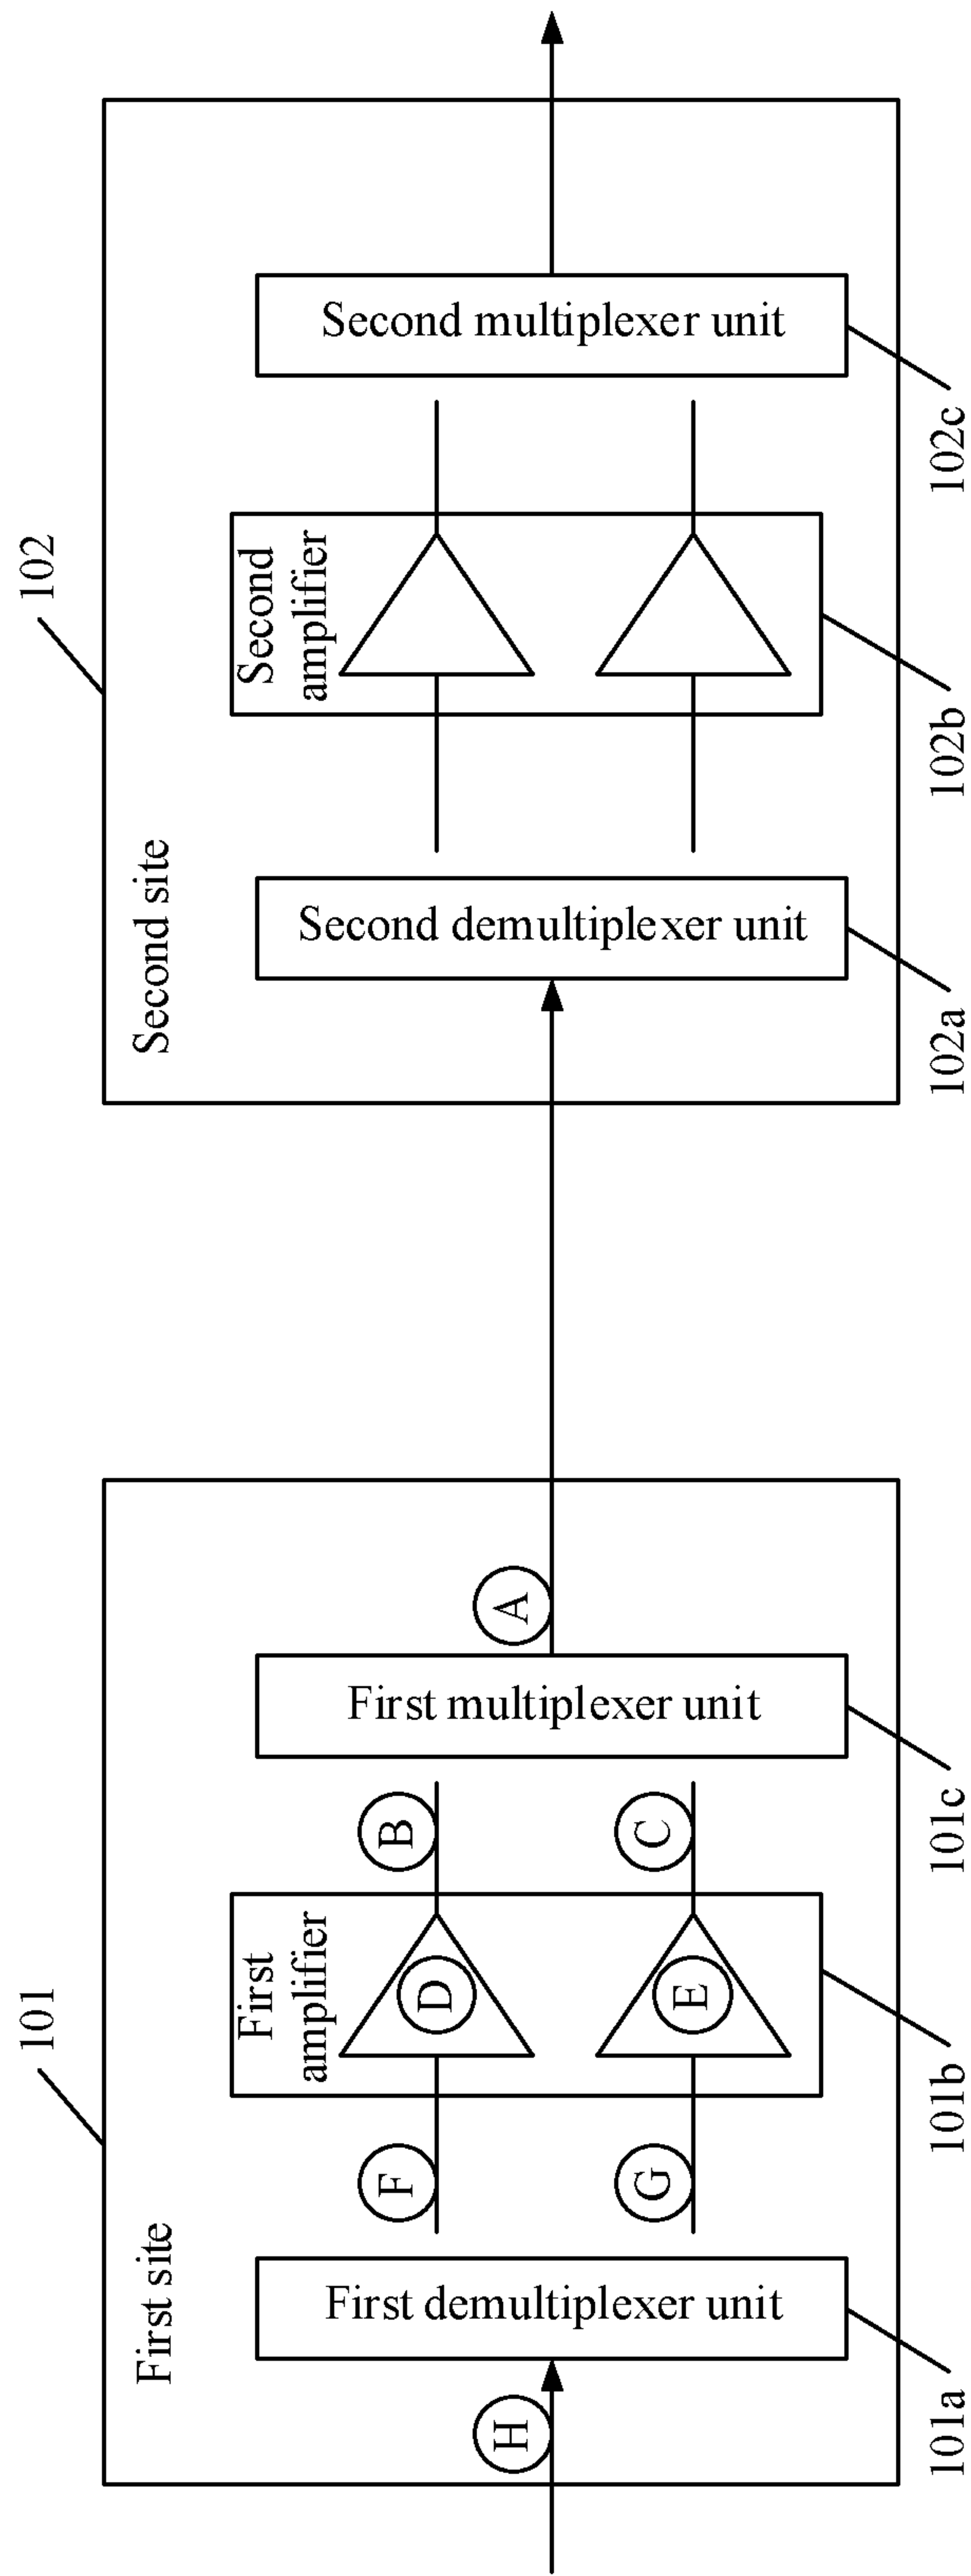 101
102
First site
Second site
First
amplifier
Second
amplifier
H
F
D
B
A
G
E
C
First demultiplexer unit
First multiplexer unit
Second demultiplexer unit
Second multiplexer unit
101a
101b
101c
102a
102b
102c